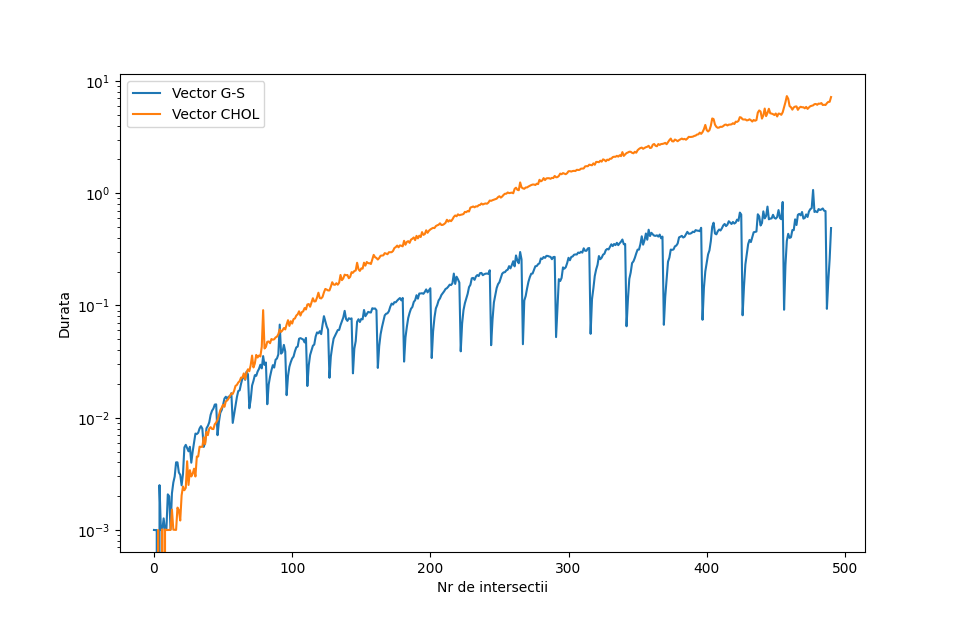 Vector G-S
Vector CHOL
Durata
10^1
10^0
10^-1
10^-2
10^-3
0 100 200 300 400 500
Nr de intersectii